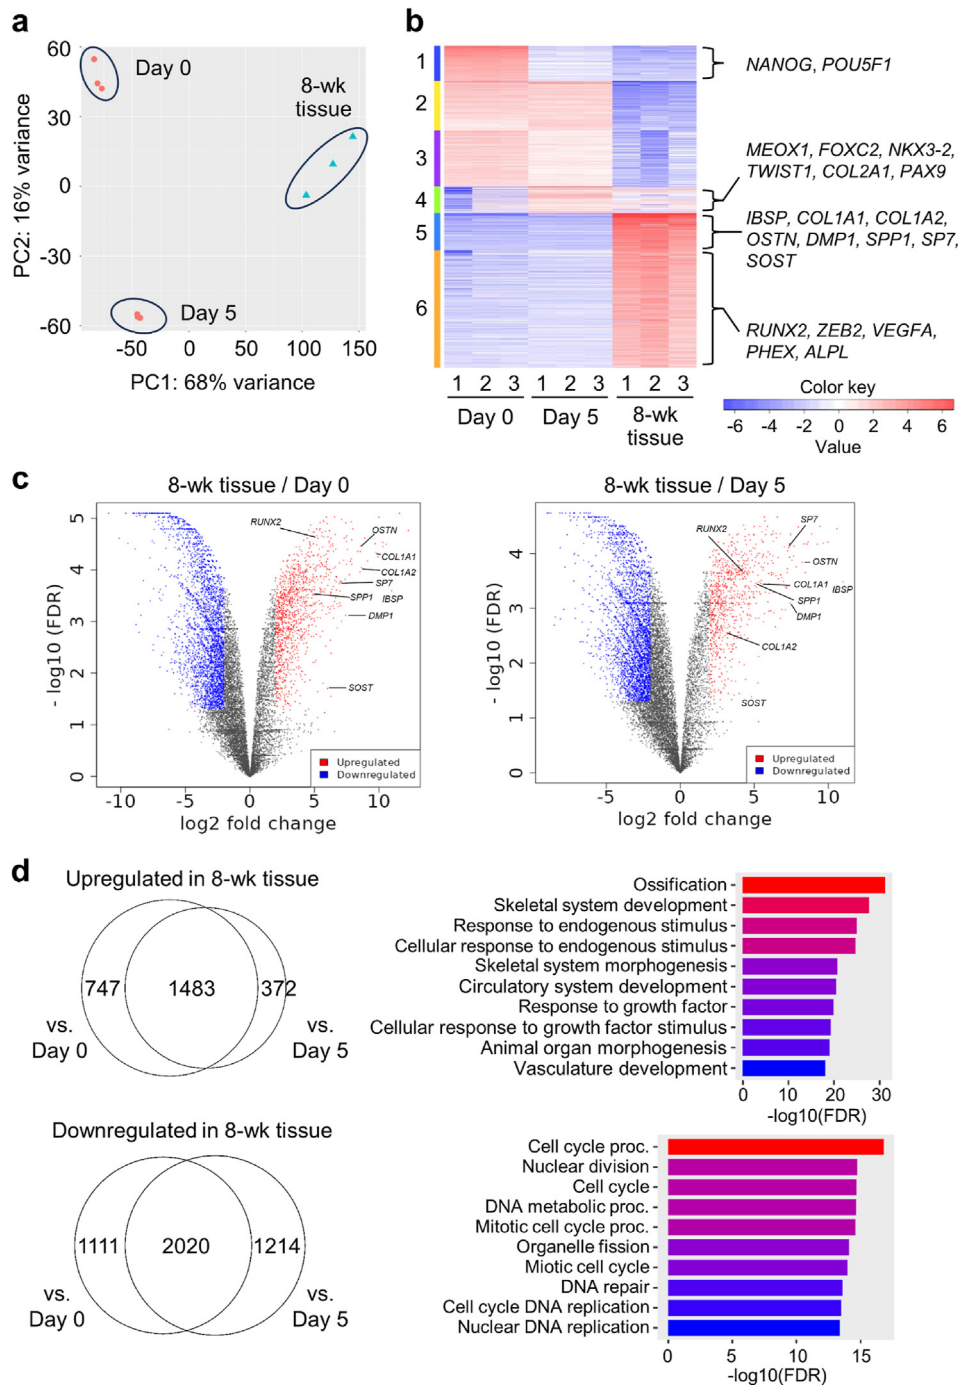 a
60
30
0
-30
-60
PC2: 16% variance
Day 0
8-wk
tissue
Day 5
-50
0
50
100
150
PC1: 68% variance
b
1
2
3
4
5
6
NANOG, POU5F1
MEOX1, FOXC2, NKX3-2,
TWIST1, COL2A1, PAX9
IBSP, COL1A1, COL1A2,
OSTN, DMP1, SPP1, SP7,
SOST
RUNX2, ZEB2, VEGFA,
PHEX, ALPL
1 2 3 1 2 3 1 2 3
Day 0 Day 5 8-wk
tissue
Color key
-6 -4 -2 0 2 4 6
Value
c
8-wk tissue / Day 0
5
4
3
2
1
0
- log10 (FDR)
RUNX2
OSTN
COL1A1
COL1A2
SP7
SPP1
IBSP
DMP1
SOST
Upregulated
Downregulated
-10 -5 0 5 10
log2 fold change
8-wk tissue / Day 5
4
3
2
1
0
- log10 (FDR)
SP7
RUNX2
OSTN
COL1A1
IBSP
SPP1
DMP1
COL1A2
SOST
Upregulated
Downregulated
-5 0 5 10
log2 fold change
d
Upregulated in 8-wk tissue
747 1483 372
vs.
Day 0
vs.
Day 5
Ossification
Skeletal system development
Response to endogenous stimulus
Cellular response to endogenous stimulus
Skeletal system morphogenesis
Circulatory system development
Response to growth factor
Cellular response to growth factor stimulus
Animal organ morphogenesis
Vasculature development
0 10 20 30
-log10(FDR)
Downregulated in 8-wk tissue
1111 2020 1214
vs.
Day 0
vs.
Day 5
Cell cycle proc.
Nuclear division
Cell cycle
DNA metabolic proc.
Mitotic cell cycle proc.
Organelle fission
Miotic cell cycle
DNA repair
Cell cycle DNA replication
Nuclear DNA replication
0 5 10 15
-log10(FDR)